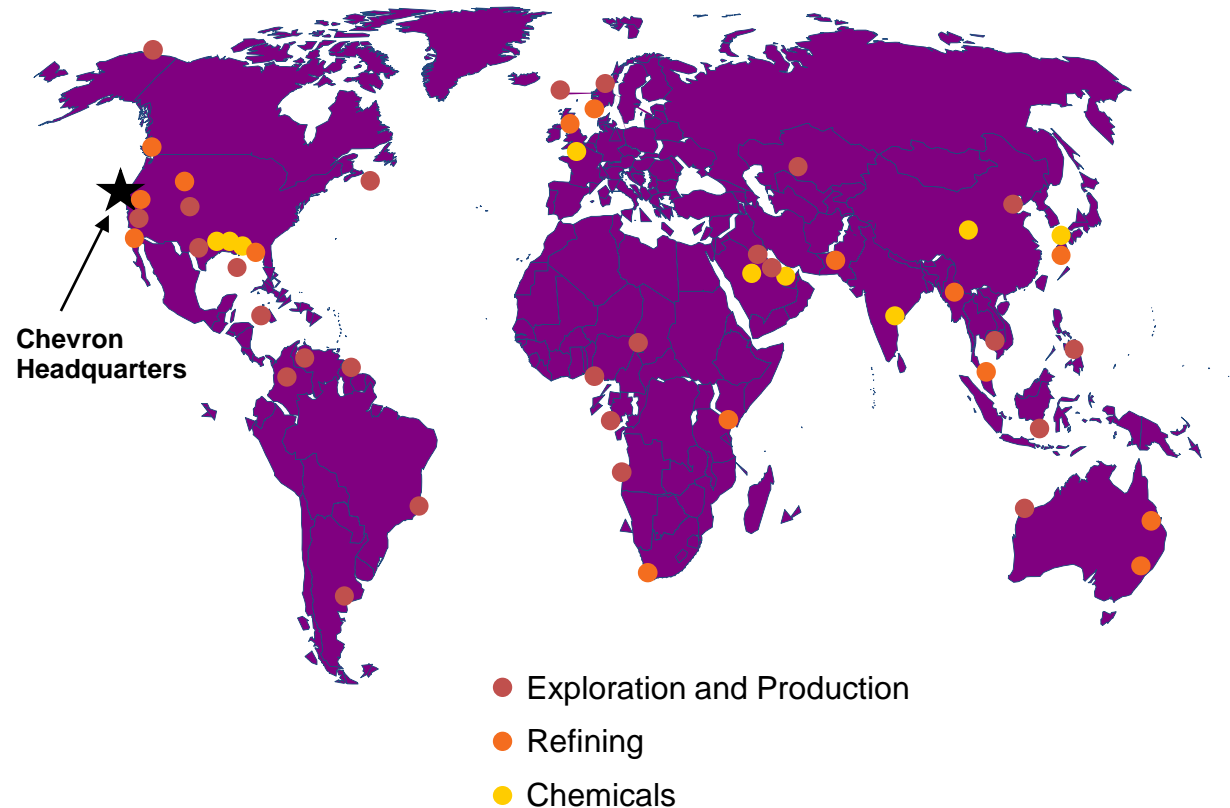 Chevron
Headquarters
Exploration and Production
Refining
Chemicals